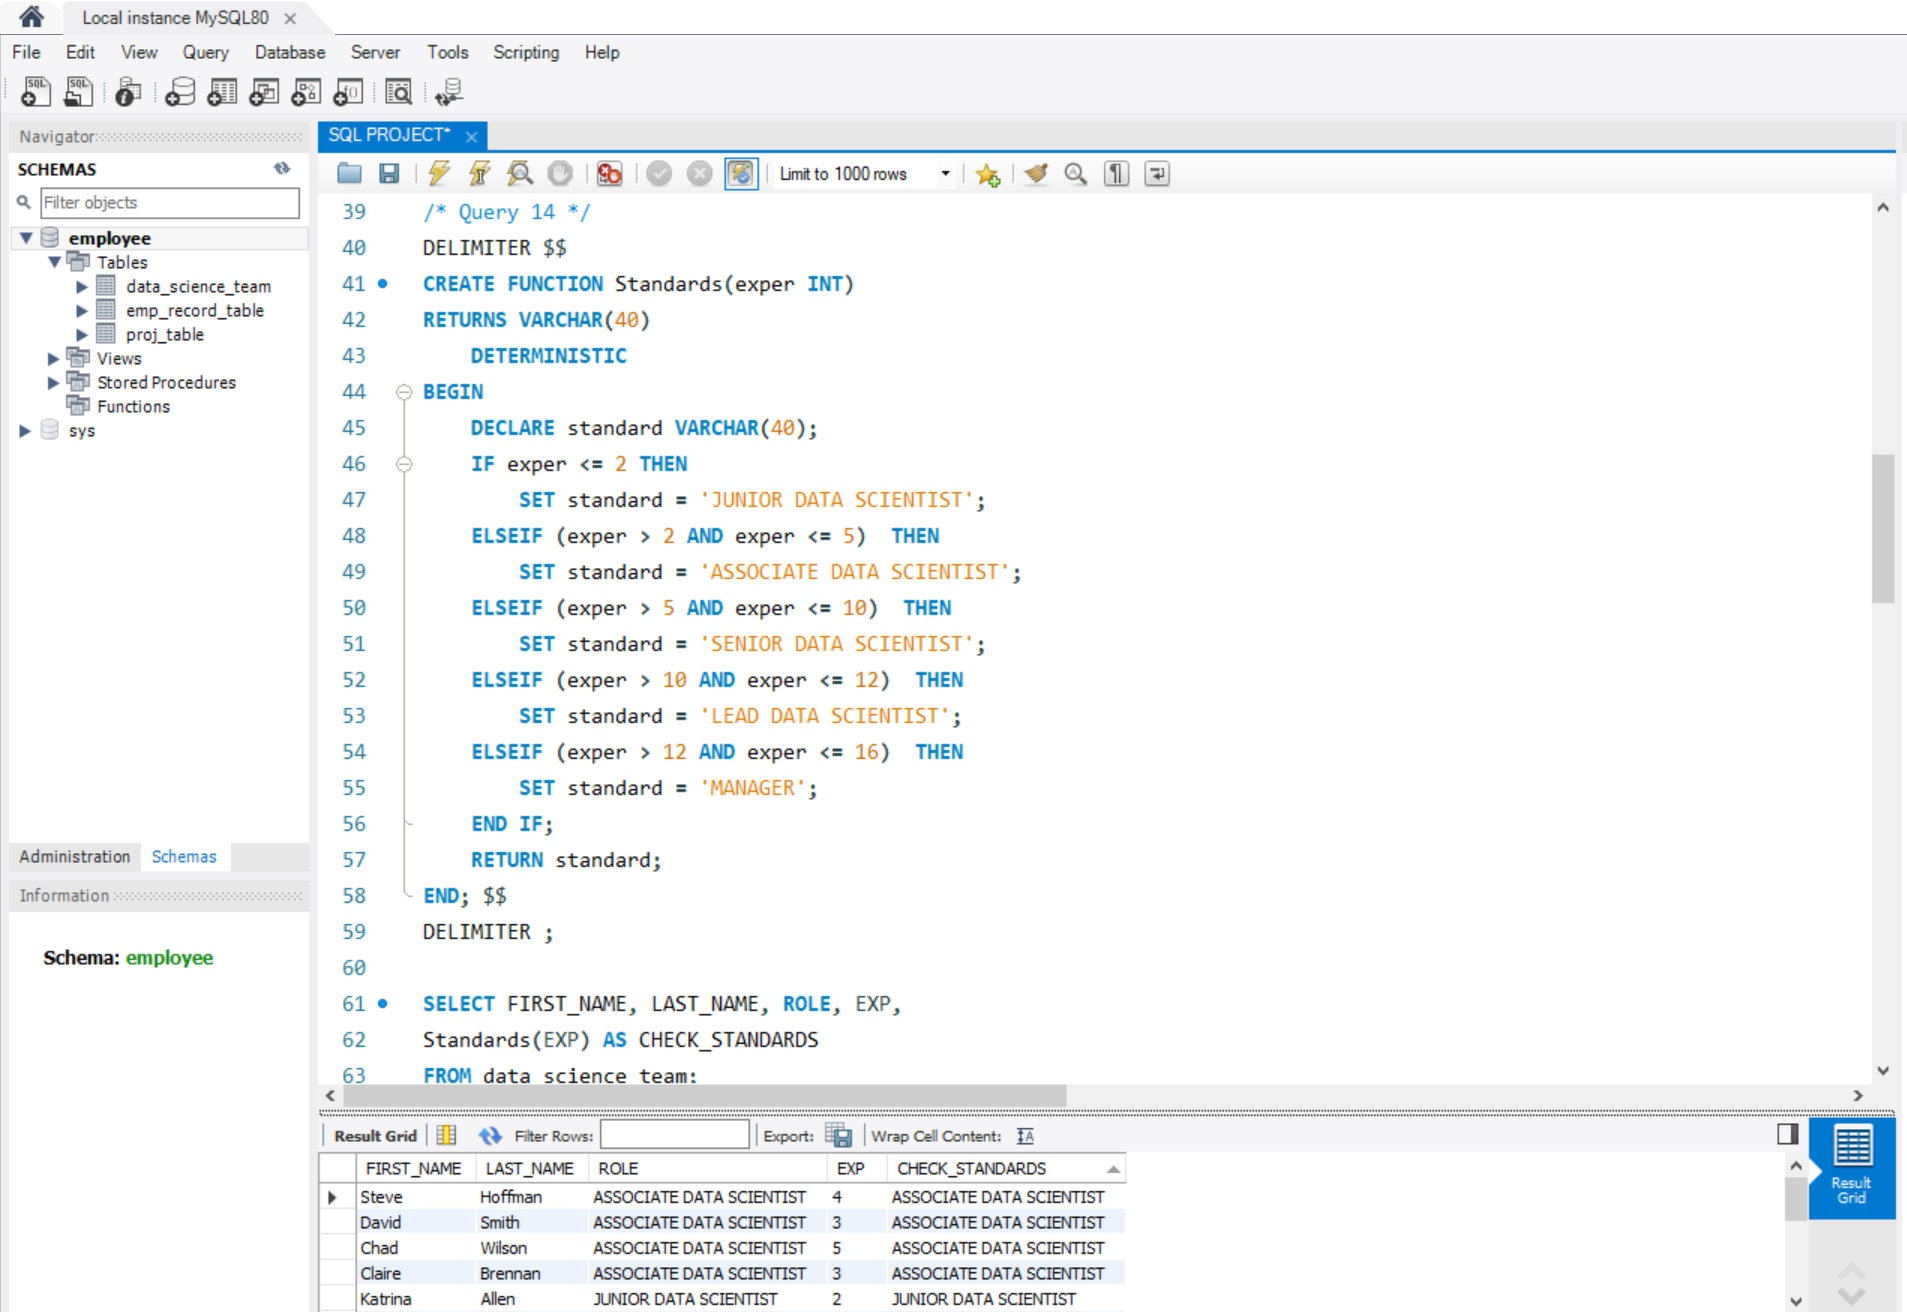 Local instance MySQL80 ×
File Edit View Query Database Server Tools Scripting Help
Navigator
SCHEMAS
Filter objects
employee
Tables
data_science_team
emp_record_table
proj_table
Views
Stored Procedures
Functions
sys
Administration Schemas
Information
Schema: employee
SQL PROJECT* ×
Limit to 1000 rows
39 /* Query 14 */
40 DELIMITER $$
41 CREATE FUNCTION Standards(exper INT)
42 RETURNS VARCHAR(40)
43 DETERMINISTIC
44 BEGIN
45 DECLARE standard VARCHAR(40);
46 IF exper <= 2 THEN
47 SET standard = 'JUNIOR DATA SCIENTIST';
48 ELSEIF (exper > 2 AND exper <= 5)  THEN
49 SET standard = 'ASSOCIATE DATA SCIENTIST';
50 ELSEIF (exper > 5 AND exper <= 10)  THEN
51 SET standard = 'SENIOR DATA SCIENTIST';
52 ELSEIF (exper > 10 AND exper <= 12)  THEN
53 SET standard = 'LEAD DATA SCIENTIST';
54 ELSEIF (exper > 12 AND exper <= 16)  THEN
55 SET standard = 'MANAGER';
56 END IF;
57 RETURN standard;
58 END; $$
59 DELIMITER ;
60
61 SELECT FIRST_NAME, LAST_NAME, ROLE, EXP,
62 Standards(EXP) AS CHECK_STANDARDS
63 FROM data_science_team;
Result Grid Filter Rows: Export: Wrap Cell Content:
FIRST_NAME LAST_NAME ROLE EXP CHECK_STANDARDS
Steve Hoffman ASSOCIATE DATA SCIENTIST 4 ASSOCIATE DATA SCIENTIST
David Smith ASSOCIATE DATA SCIENTIST 3 ASSOCIATE DATA SCIENTIST
Chad Wilson ASSOCIATE DATA SCIENTIST 5 ASSOCIATE DATA SCIENTIST
Claire Brennan ASSOCIATE DATA SCIENTIST 3 ASSOCIATE DATA SCIENTIST
Katrina Allen JUNIOR DATA SCIENTIST 2 JUNIOR DATA SCIENTIST
Result
Grid